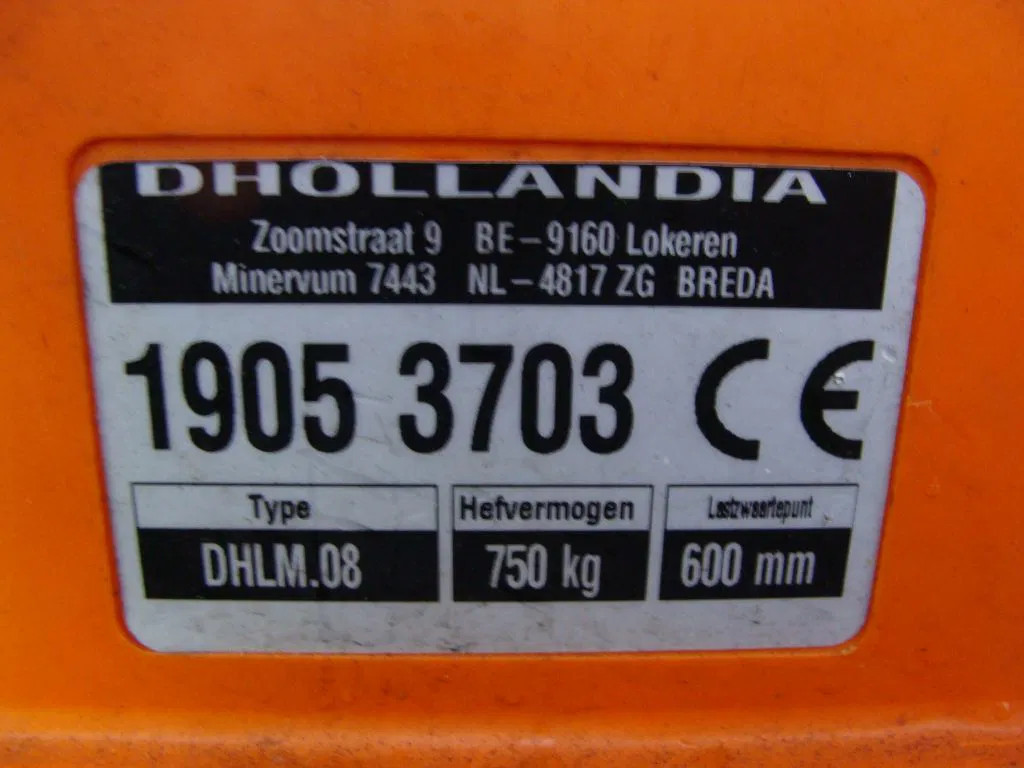 DHOLLANDIA
Zoomstraat 9 BE-9160 Lokeren
Minervum 7443 NL-4817 ZG BREDA
1905 3703 CE
Type Hefvermogen Lastzwaartepunt
DHLM.08 750 kg 600 mm